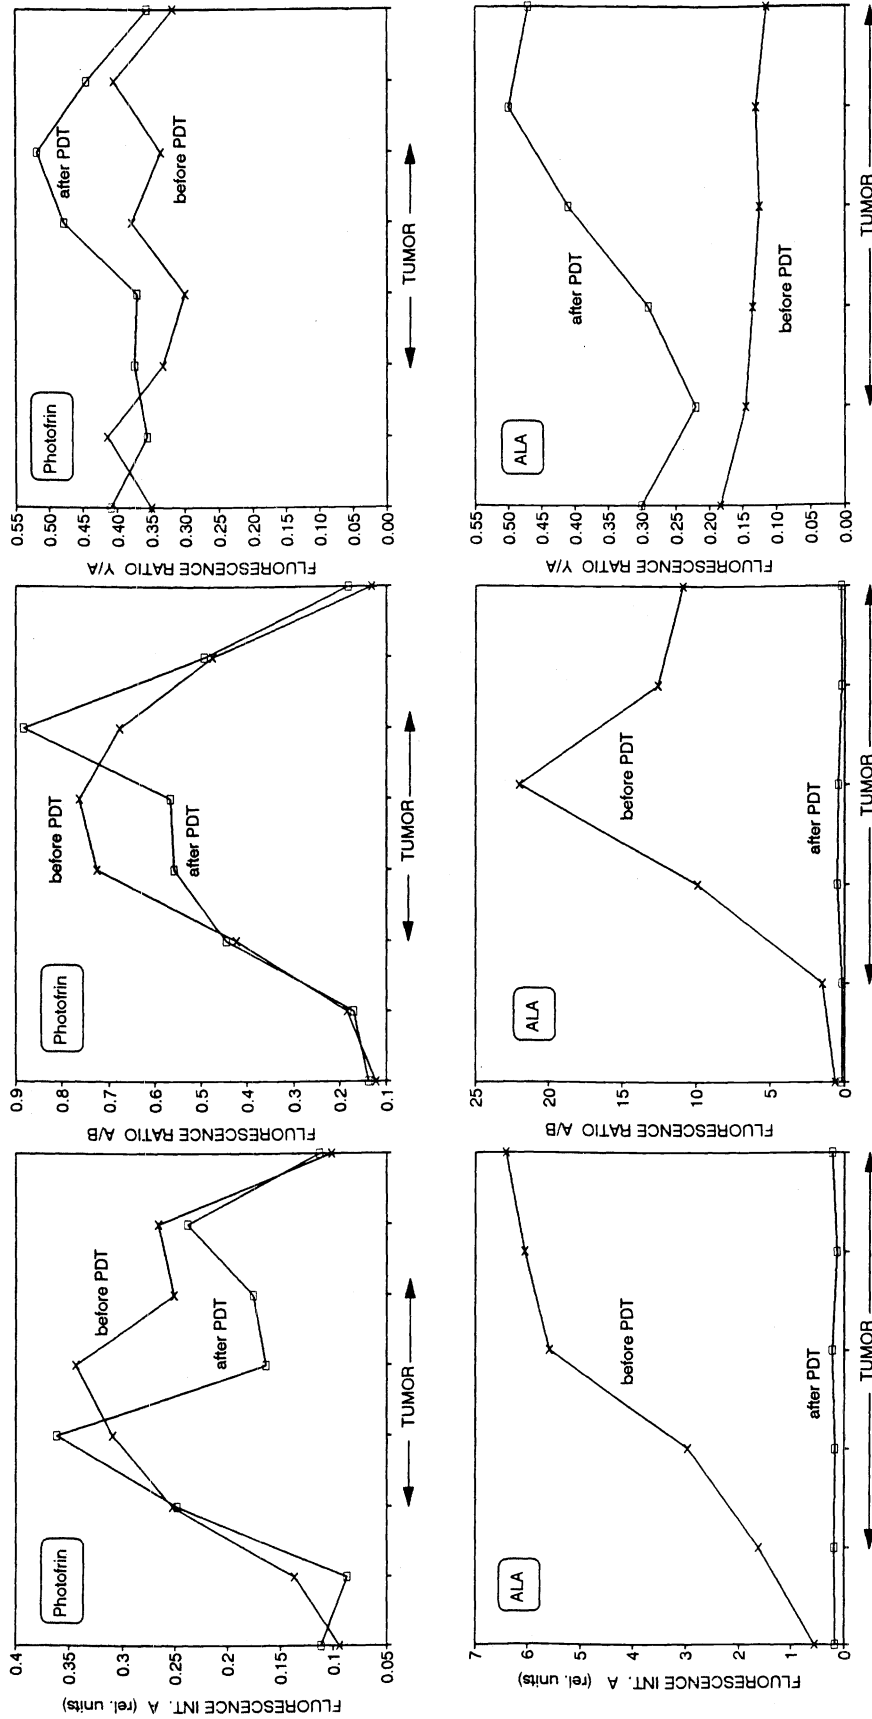 FLUORESCENCE INT. A (rel. units)
0.4
0.35
0.3
0.25
0.2
0.15
0.1
0.05
Photofrin
before PDT
after PDT
TUMOR
FLUORESCENCE RATIO A/B
0.9
0.8
0.7
0.6
0.5
0.4
0.3
0.2
0.1
Photofrin
before PDT
after PDT
TUMOR
FLUORESCENCE RATIO Y/A
0.55
0.50
0.45
0.40
0.35
0.30
0.25
0.20
0.15
0.10
0.05
0.00
Photofrin
after PDT
before PDT
TUMOR
FLUORESCENCE INT. A (rel. units)
7
6
5
4
3
2
1
0
ALA
before PDT
after PDT
TUMOR
FLUORESCENCE RATIO A/B
25
20
15
10
5
0
ALA
before PDT
after PDT
TUMOR
FLUORESCENCE RATIO Y/A
0.55
0.50
0.45
0.40
0.35
0.30
0.25
0.20
0.15
0.10
0.05
0.00
ALA
after PDT
before PDT
TUMOR